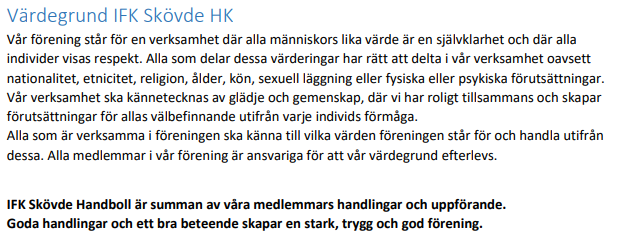 Värdegrund IFK Skövde HK
Vår förening står för en verksamhet där alla människors lika värde är en självklarhet och där alla
individer visas respekt. Alla som delar dessa värderingar har rätt att delta i vår verksamhet oavsett
nationalitet, etnicitet, religion, ålder, kön, sexuell läggning eller fysiska eller psykiska förutsättningar.
Vår verksamhet ska kännetecknas av glädje och gemenskap, där vi har roligt tillsammans och skapar
förutsättningar för allas välbefinnande utifrån varje individs förmåga.
Alla som är verksamma i föreningen ska känna till vilka värden föreningen står för och handla utifrån
dessa. Alla medlemmar i vår förening är ansvariga för att vår värdegrund efterlevs.
IFK Skövde Handboll är summan av våra medlemmars handlingar och uppförande.
Goda handlingar och ett bra beteende skapar en stark, trygg och god förening.